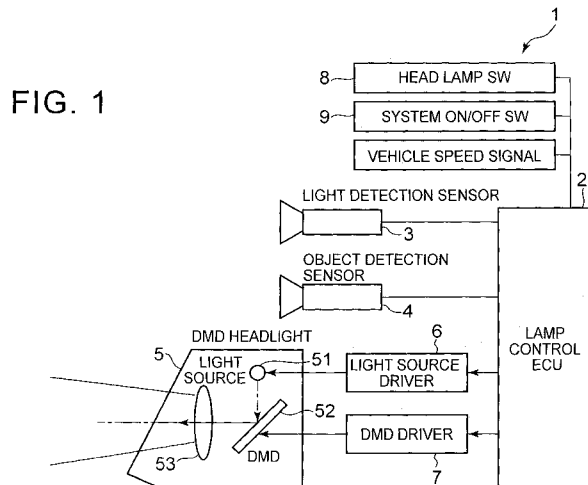 1
FIG. 1
8
HEAD LAMP SW
9
SYSTEM ON/OFF SW
VEHICLE SPEED SIGNAL
2
LIGHT DETECTION SENSOR
3
OBJECT DETECTION
SENSOR
4
LAMP
CONTROL
ECU
DMD HEADLIGHT
5
LIGHT
SOURCE
51
6
LIGHT SOURCE
DRIVER
52
DMD DRIVER
7
53
DMD